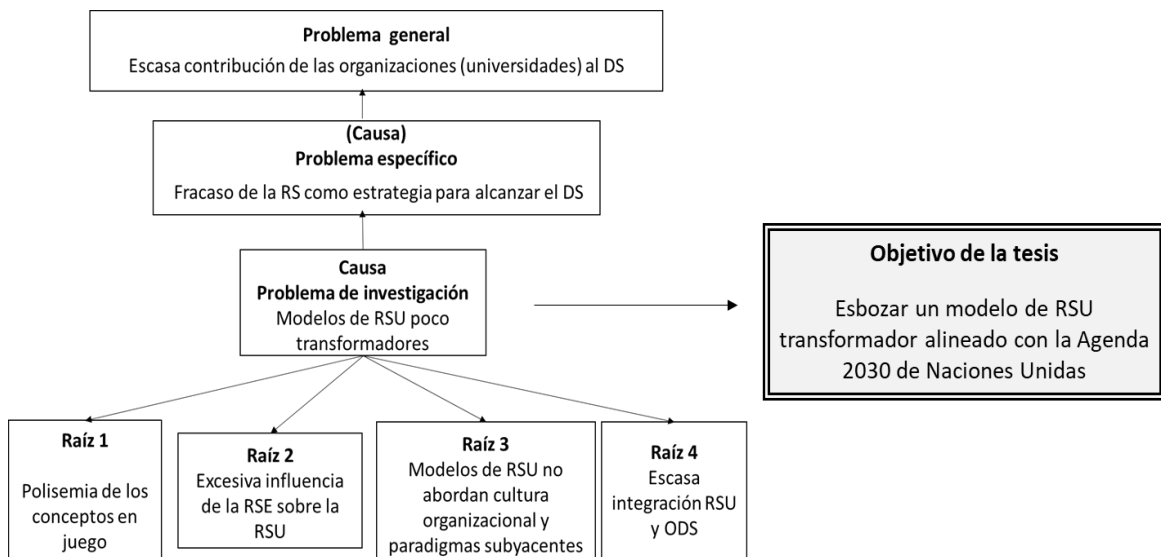 Problema general
Escasa contribución de las organizaciones (universidades) al DS
(Causa)
Problema específico
Fracaso de la RS como estrategia para alcanzar el DS
Causa
Problema de investigación
Modelos de RSU poco
transformadores
Objetivo de la tesis
Esbozar un modelo de RSU
transformador alineado con la Agenda
2030 de Naciones Unidas
Raíz 1
Polisemia de los
conceptos en
juego
Raíz 2
Excesiva influencia
de la RSE sobre la
RSU
Raíz 3
Modelos de RSU no
abordan cultura
organizacional y
paradigmas subyacentes
Raíz 4
Escasa
integración RSU
y ODS